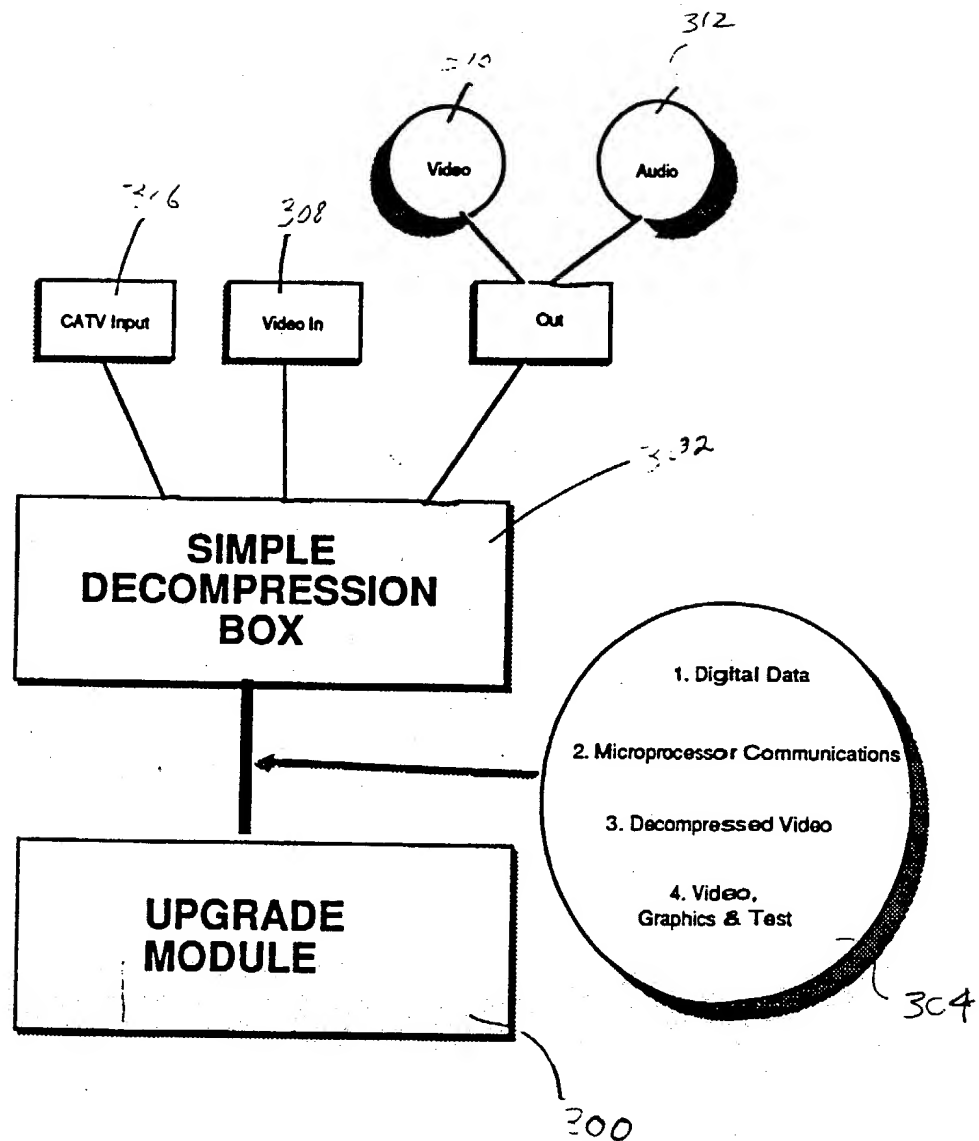 312
Video
Audio
308
CATV Input
Video In
Out
SIMPLE
DECOMPRESSION
BOX
1. Digital Data
2. Microprocessor Communications
3. Decompressed Video
4. Video,
Graphics & Test
UPGRADE
MODULE
304
300